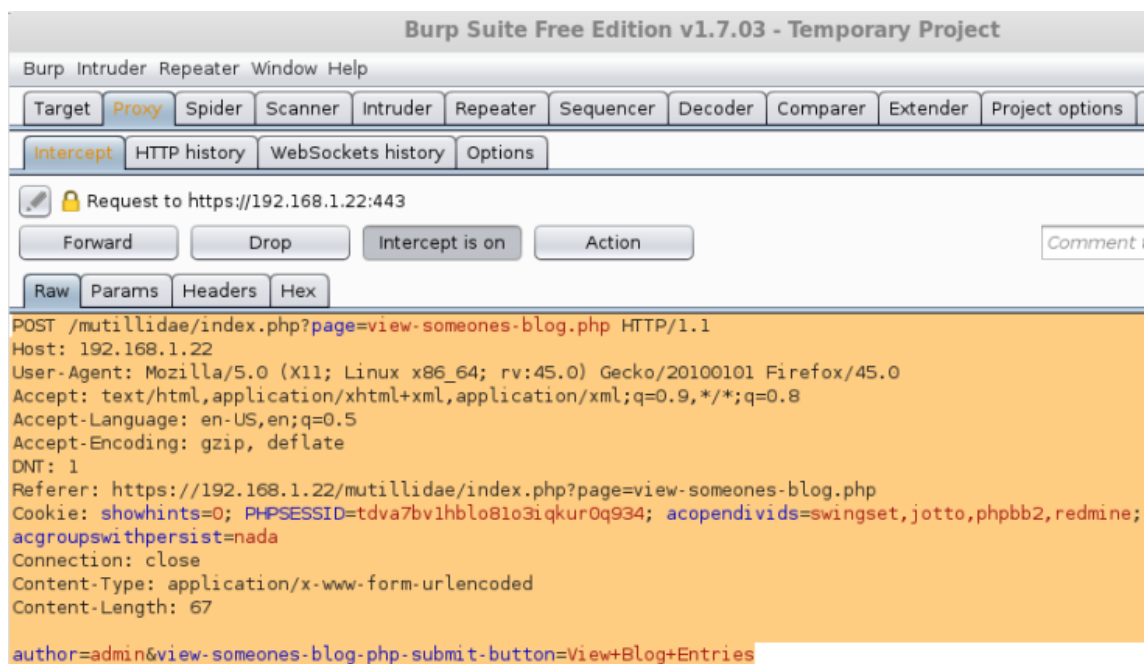 Burp Suite Free Edition v1.7.03 - Temporary Project
Burp Intruder Repeater Window Help
Target Proxy Spider Scanner Intruder Repeater Sequencer Decoder Comparer Extender Project options
Intercept HTTP history WebSockets history Options
Request to https://192.168.1.22:443
Forward Drop Intercept is on Action Comment
Raw Params Headers Hex
POST /mutillidae/index.php?page=view-someones-blog.php HTTP/1.1
Host: 192.168.1.22
User-Agent: Mozilla/5.0 (X11; Linux x86_64; rv:45.0) Gecko/20100101 Firefox/45.0
Accept: text/html,application/xhtml+xml,application/xml;q=0.9,*/*;q=0.8
Accept-Language: en-US,en;q=0.5
Accept-Encoding: gzip, deflate
DNT: 1
Referer: https://192.168.1.22/mutillidae/index.php?page=view-someones-blog.php
Cookie: showhints=0; PHPSESSID=tdva7bv1hblo81o3iqkur0q934; acopendivids=swingset,jotto,phpbb2,redmine;
acgroupswithpersist=nada
Connection: close
Content-Type: application/x-www-form-urlencoded
Content-Length: 67
author=admin&view-someones-blog-php-submit-button=View+Blog+Entries